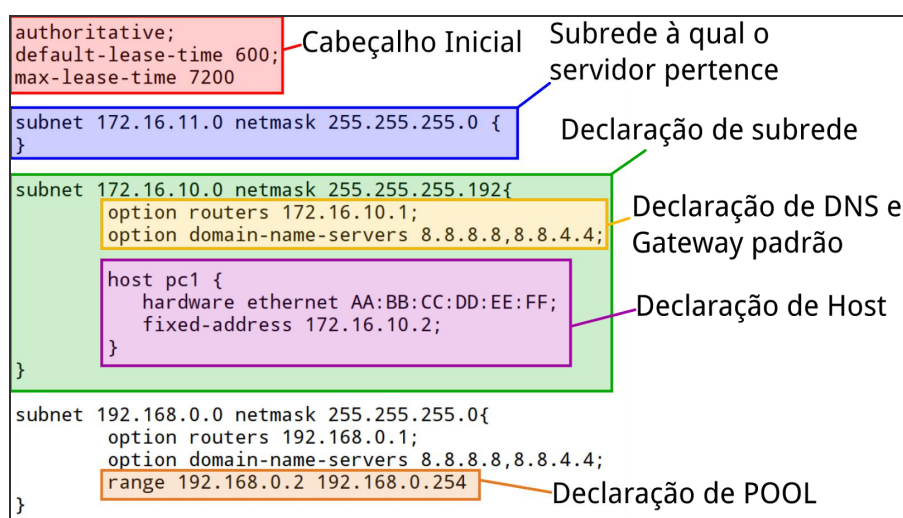 authoritative;
default-lease-time 600;
max-lease-time 7200
Cabeçalho Inicial
Subrede à qual o
servidor pertence
subnet 172.16.11.0 netmask 255.255.255.0 {
}
Declaração de subrede
subnet 172.16.10.0 netmask 255.255.255.192{
option routers 172.16.10.1;
option domain-name-servers 8.8.8.8,8.8.4.4;
Declaração de DNS e
Gateway padrão
host pc1 {
hardware ethernet AA:BB:CC:DD:EE:FF;
fixed-address 172.16.10.2;
}
Declaração de Host
}
subnet 192.168.0.0 netmask 255.255.255.0{
option routers 192.168.0.1;
option domain-name-servers 8.8.8.8,8.8.4.4;
range 192.168.0.2 192.168.0.254
Declaração de POOL
}